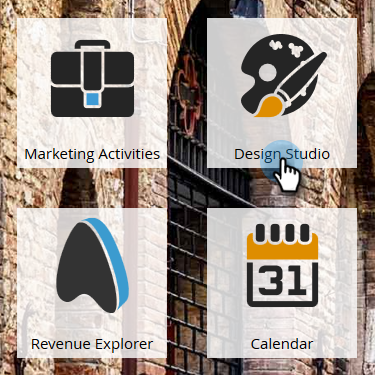 Marketing Activities
Design Studio
31
Revenue Explorer
Calendar